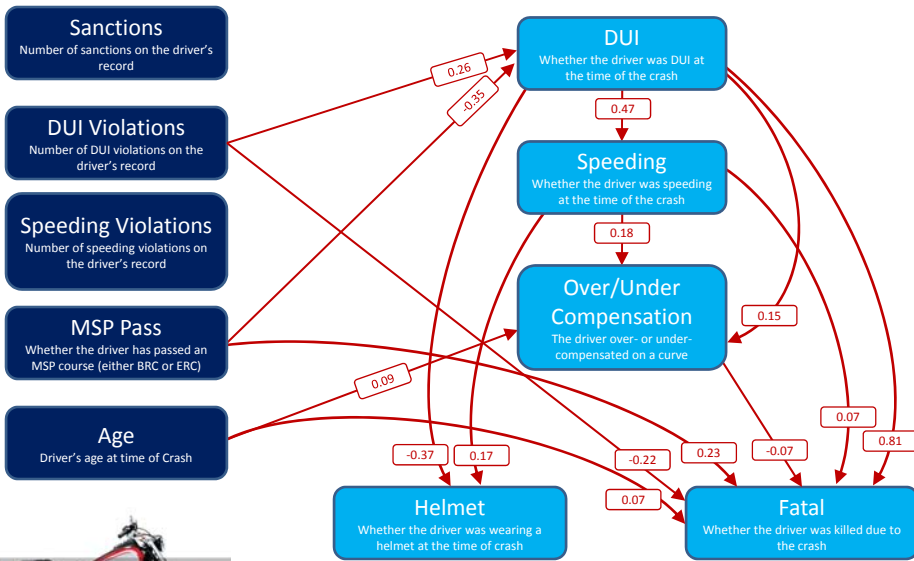 Sanctions
Number of sanctions on the driver's
record
DUI Violations
Number of DUI violations on the
driver's record
Speeding Violations
Number of speeding violations on
the driver's record
MSP Pass
Whether the driver has passed an
MSP course (either BRC or ERC)
Age
Driver's age at time of Crash
DUI
Whether the driver was DUI at
the time of the crash
0.26
-0.35
0.47
Speeding
Whether the driver was speeding
at the time of the crash
0.18
Over/Under
Compensation
The driver over- or under-
compensated on a curve
0.15
0.09
0.07
0.81
-0.37
0.17
-0.22
0.23
-0.07
0.07
Helmet
Whether the driver was wearing a
helmet at the time of crash
Fatal
Whether the driver was killed due to
the crash